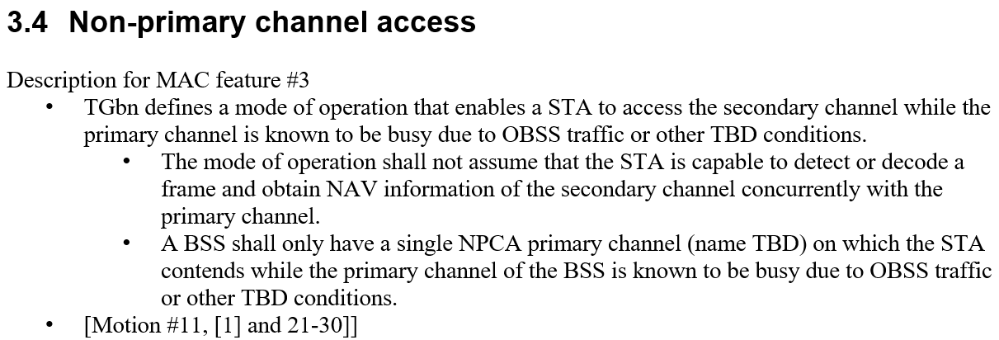 3.4 Non-primary channel access
Description for MAC feature #3
• TGbn defines a mode of operation that enables a STA to access the secondary channel while the
primary channel is known to be busy due to OBSS traffic or other TBD conditions.
• The mode of operation shall not assume that the STA is capable to detect or decode a
frame and obtain NAV information of the secondary channel concurrently with the
primary channel.
• A BSS shall only have a single NPCA primary channel (name TBD) on which the STA
contends while the primary channel of the BSS is known to be busy due to OBSS traffic
or other TBD conditions.
• [Motion #11, [1] and 21-30]]